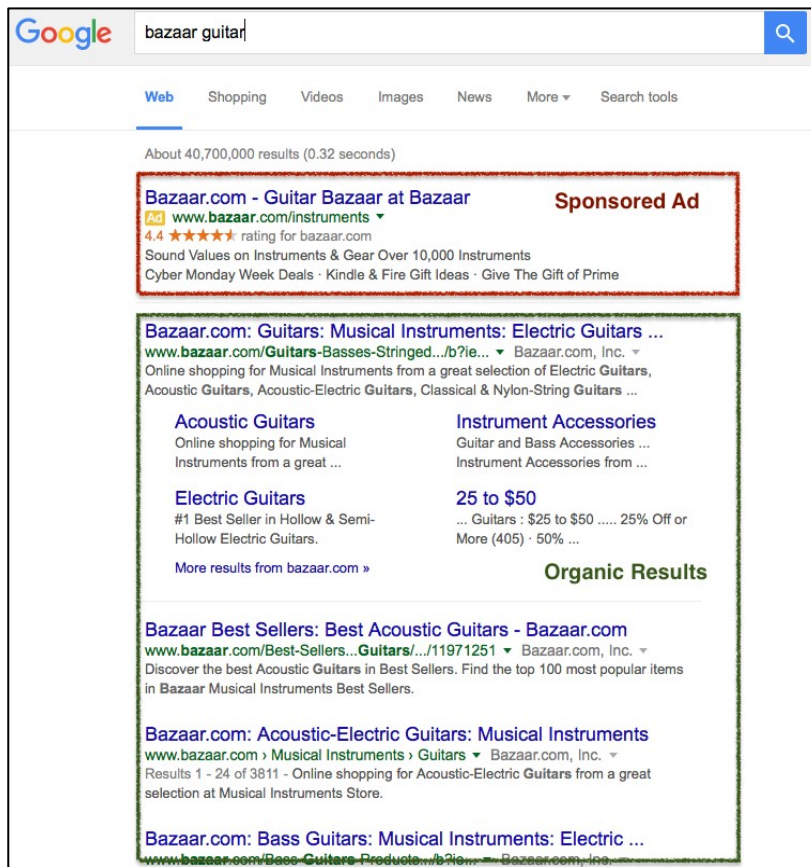 Google
bazaar guitar
Web Shopping Videos Images News More Search tools
About 40,700,000 results (0.32 seconds)
Bazaar.com - Guitar Bazaar at Bazaar
Sponsored Ad
Ad www.bazaar.com/instruments
4.4 ★★★★★ rating for bazaar.com
Sound Values on Instruments & Gear Over 10,000 Instruments
Cyber Monday Week Deals · Kindle & Fire Gift Ideas · Give The Gift of Prime
Bazaar.com: Guitars: Musical Instruments: Electric Guitars ...
www.bazaar.com/Guitars-Basses-Stringed.../b?ie... Bazaar.com, Inc.
Online shopping for Musical Instruments from a great selection of Electric Guitars,
Acoustic Guitars, Acoustic-Electric Guitars, Classical & Nylon-String Guitars ...
Acoustic Guitars
Online shopping for Musical
Instruments from a great ...
Instrument Accessories
Guitar and Bass Accessories ...
Instrument Accessories from ...
Electric Guitars
#1 Best Seller in Hollow & Semi-
Hollow Electric Guitars.
25 to $50
... Guitars : $25 to $50 ..... 25% Off or
More (405) · 50% ...
More results from bazaar.com »
Organic Results
Bazaar Best Sellers: Best Acoustic Guitars - Bazaar.com
www.bazaar.com/Best-Sellers...Guitars/.../11971251 Bazaar.com, Inc.
Discover the best Acoustic Guitars in Best Sellers. Find the top 100 most popular items
in Bazaar Musical Instruments Best Sellers.
Bazaar.com: Acoustic-Electric Guitars: Musical Instruments
www.bazaar.com › Musical Instruments › Guitars Bazaar.com, Inc.
Results 1 - 24 of 3811 - Online shopping for Acoustic-Electric Guitars from a great
selection at Musical Instruments Store.
Bazaar.com: Bass Guitars: Musical Instruments: Electric ...
www.bazaar.com/Bass-Guitars-Products.../b?ie... Bazaar.com, Inc.